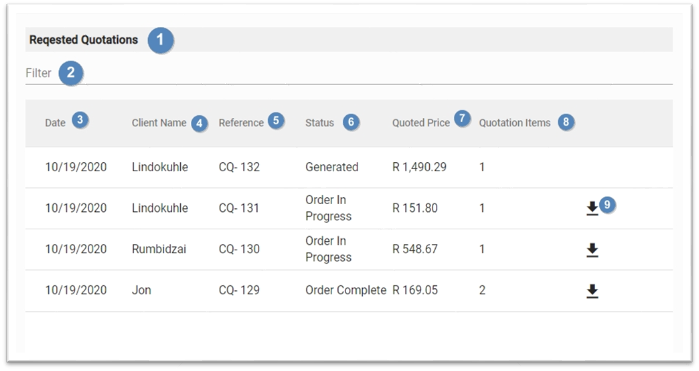 Reqested Quotations 1
Filter 2
Date 3 Client Name 4 Reference 5 Status 6 Quoted Price 7 Quotation Items 8
10/19/2020 Lindokuhle CQ- 132 Generated R 1,490.29 1
10/19/2020 Lindokuhle CQ- 131 Order In Progress R 151.80 1 9
10/19/2020 Rumbidzai CQ- 130 Order In Progress R 548.67 1
10/19/2020 Jon CQ- 129 Order Complete R 169.05 2